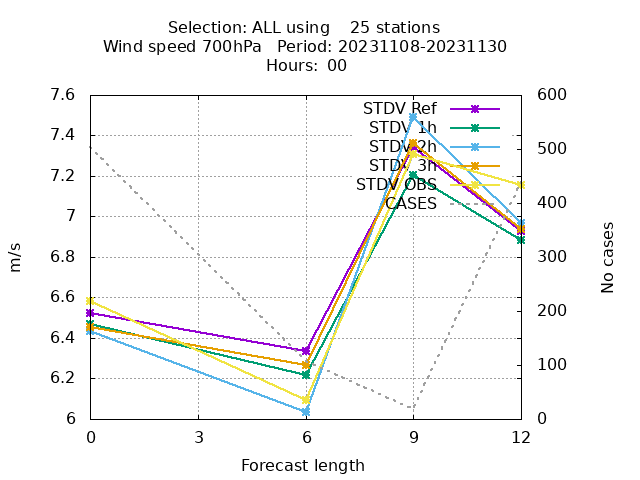 Selection: ALL using    25 stations
Wind speed 700hPa   Period: 20231108-20231130
Hours:  00
STDV Ref
STDV 1h
STDV 2h
STDV 3h
STDV OBS
CASES
7.6
7.4
7.2
7
6.8
6.6
6.4
6.2
6
m/s
600
500
400
300
200
100
0
No cases
0 3 6 9 12
Forecast length